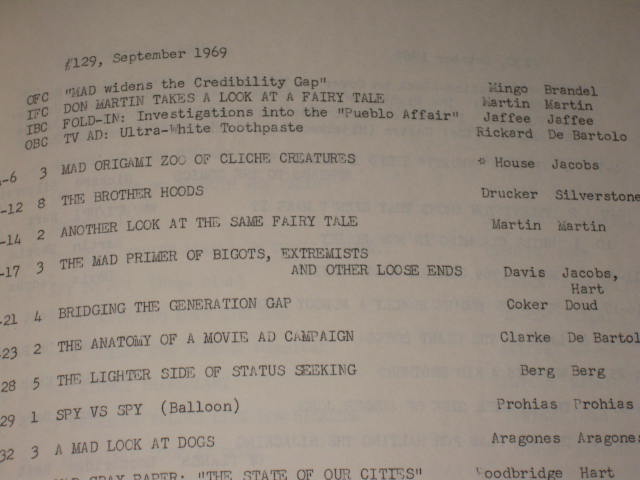 #129, September 1969
OFC "MAD widens the Credibility Gap" Mingo Brandel
IFC DON MARTIN TAKES A LOOK AT A FAIRY TALE Martin Martin
IBC FOLD-IN: Investigations into the "Pueblo Affair" Jaffee Jaffee
OBC TV AD: Ultra-White Toothpaste Rickard De Bartolo
-6 3 MAD ORIGAMI ZOO OF CLICHE CREATURES * House Jacobs
-12 8 THE BROTHER HOODS Drucker Silverstone
-14 2 ANOTHER LOOK AT THE SAME FAIRY TALE Martin Martin
-17 3 THE MAD PRIMER OF BIGOTS, EXTREMISTS
AND OTHER LOOSE ENDS Davis Jacobs,
Hart
-21 4 BRIDGING THE GENERATION GAP Coker Doud
-23 2 THE ANATOMY OF A MOVIE AD CAMPAIGN Clarke De Bartol
28 5 THE LIGHTER SIDE OF STATUS SEEKING Berg Berg
29 1 SPY VS SPY (Balloon) Prohias Prohias
32 3 A MAD LOOK AT DOGS Aragones Aragones
MAD GRAY PAPER: "THE STATE OF OUR CITIES" Woodbridge Hart